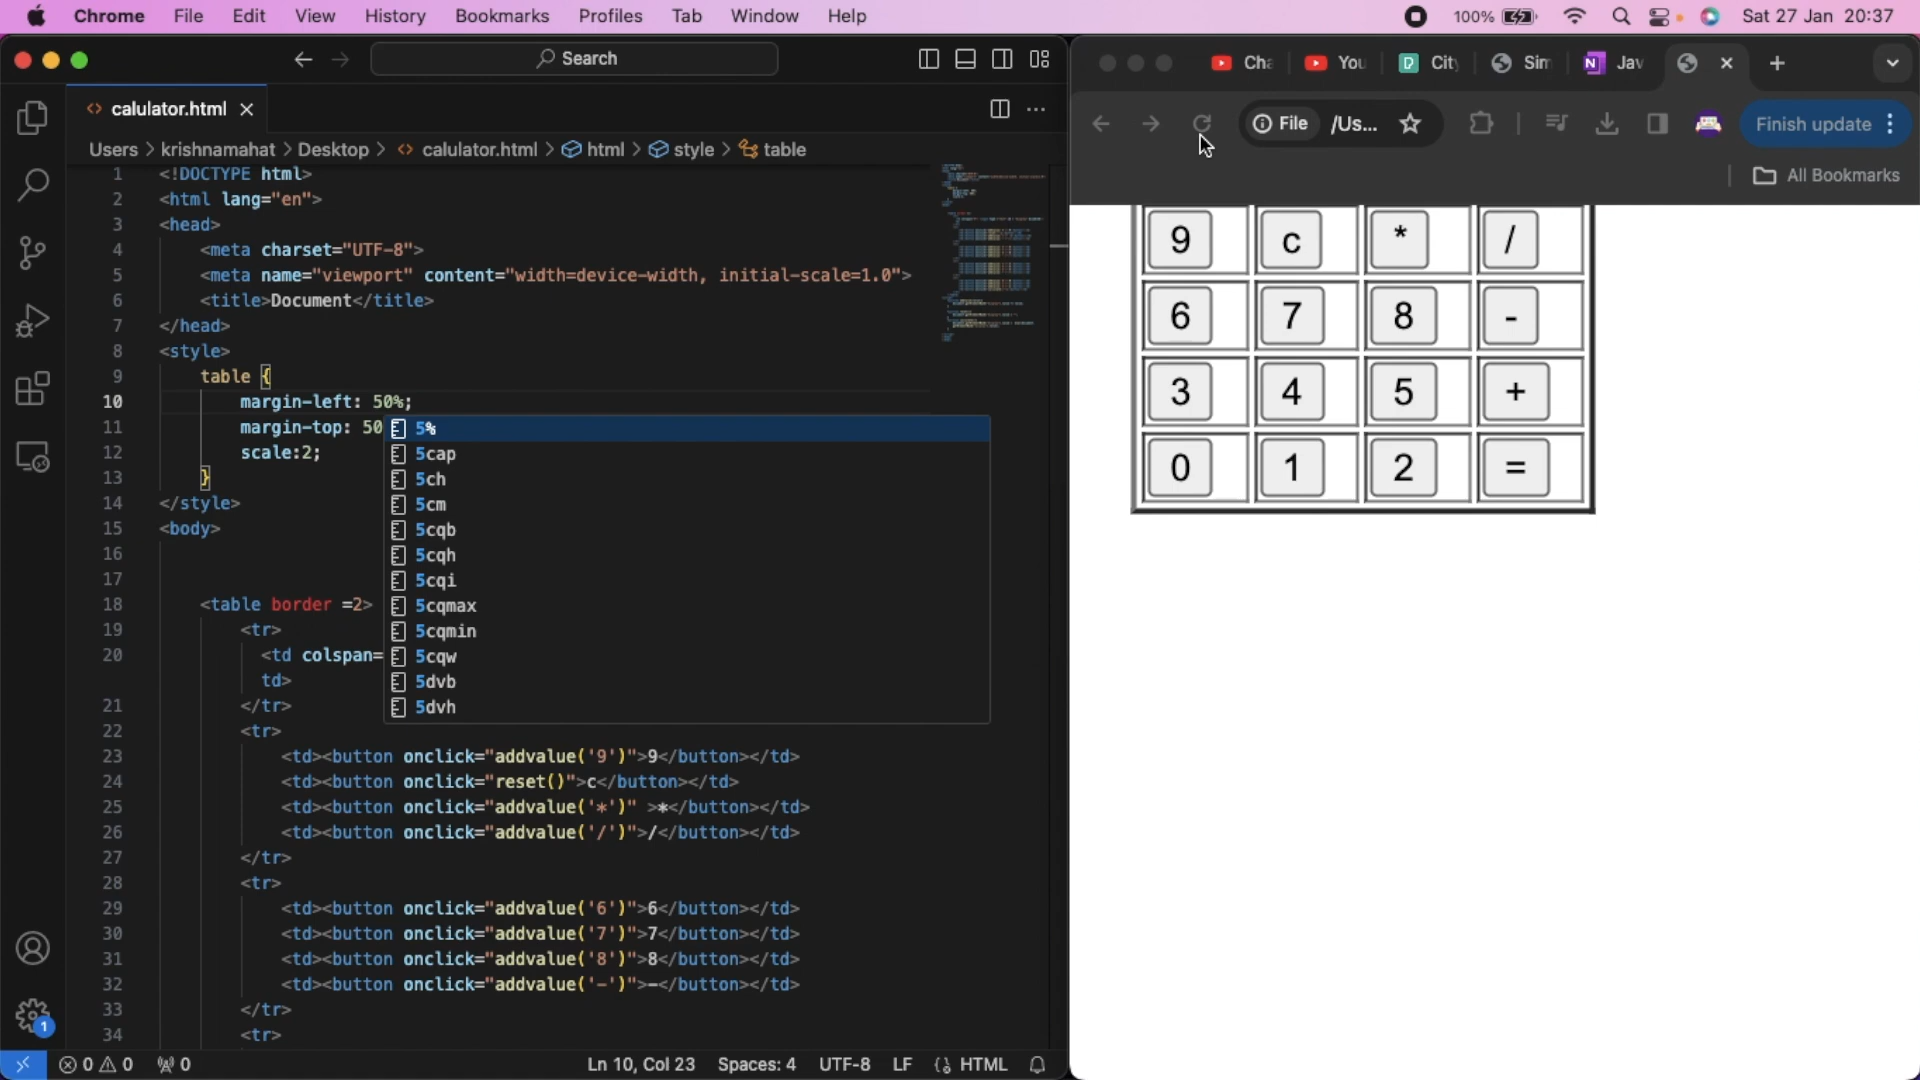 Chrome File Edit View History Bookmarks Profiles Tab Window Help 100% Sat 27 Jan 20:37
Search
Cha You City Sim Jav
calulator.html
File /Us... Finish update
Users > krishnamahat > Desktop > calulator.html > html > style > table
All Bookmarks
1 <!DOCTYPE html>
2 <html lang="en">
3 <head>
4 <meta charset="UTF-8">
5 <meta name="viewport" content="width=device-width, initial-scale=1.0">
6 <title>Document</title>
7 </head>
8 <style>
9 table {
10 margin-left: 50%;
11 margin-top: 50
12 scale:2;
13 }
14 </style>
15 <body>
16
17
18 <table border =2>
19 <tr>
20 <td colspan=
td>
21 </tr>
22 <tr>
23 <td><button onclick="addvalue('9')">9</button></td>
24 <td><button onclick="reset()">c</button></td>
25 <td><button onclick="addvalue('*')" >*</button></td>
26 <td><button onclick="addvalue('/')">/</button></td>
27 </tr>
28 <tr>
29 <td><button onclick="addvalue('6')">6</button></td>
30 <td><button onclick="addvalue('7')">7</button></td>
31 <td><button onclick="addvalue('8')">8</button></td>
32 <td><button onclick="addvalue('-')">-</button></td>
33 </tr>
34 <tr>
5%
5cap
5ch
5cm
5cqb
5cqh
5cqi
5cqmax
5cqmin
5cqw
5dvb
5dvh
9 c * /
6 7 8 -
3 4 5 +
0 1 2 =
1
0 0 0 Ln 10, Col 23 Spaces: 4 UTF-8 LF {} HTML